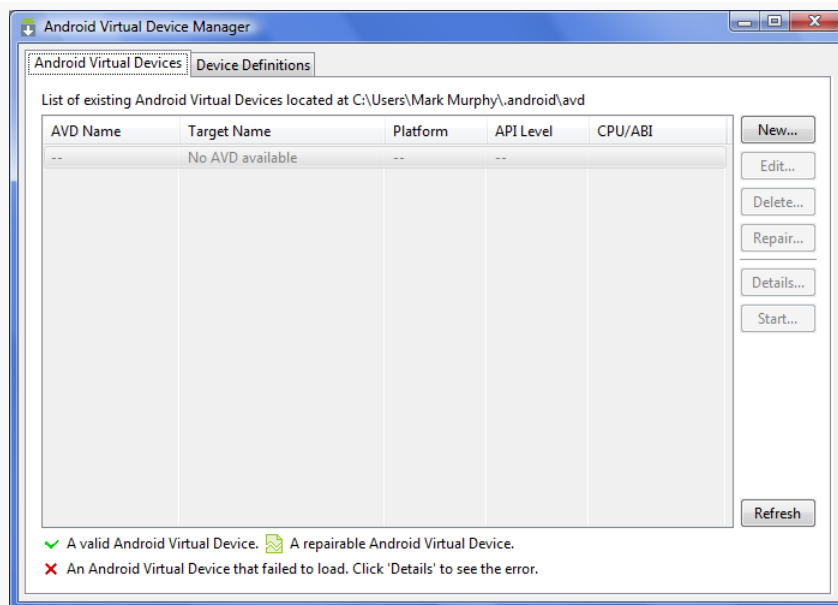 Android Virtual Device Manager
Android Virtual Devices Device Definitions
List of existing Android Virtual Devices located at C:\Users\Mark Murphy\.android\avd
AVD Name Target Name Platform API Level CPU/ABI
-- No AVD available -- --
New...
Edit...
Delete...
Repair...
Details...
Start...
Refresh
A valid Android Virtual Device. A repairable Android Virtual Device.
An Android Virtual Device that failed to load. Click 'Details' to see the error.